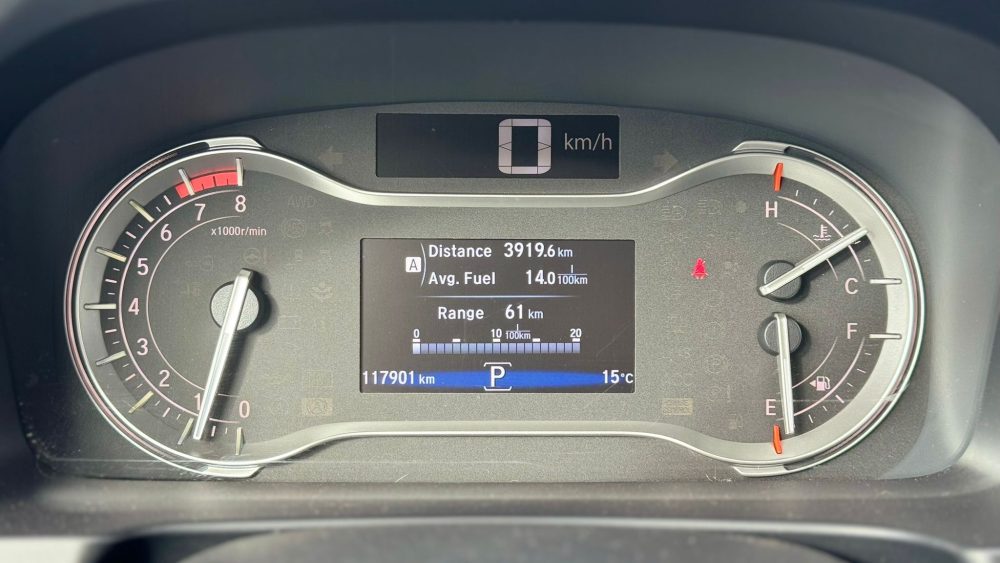 0 km/h
8
7
6
x1000r/min
5
4
3
2
1
0
AWD
A
Distance 3919.6 km
Avg. Fuel 14.0 l/100km
Range 61 km
0 10 l/100km 20
117901 km P 15°C
H
C
F
E